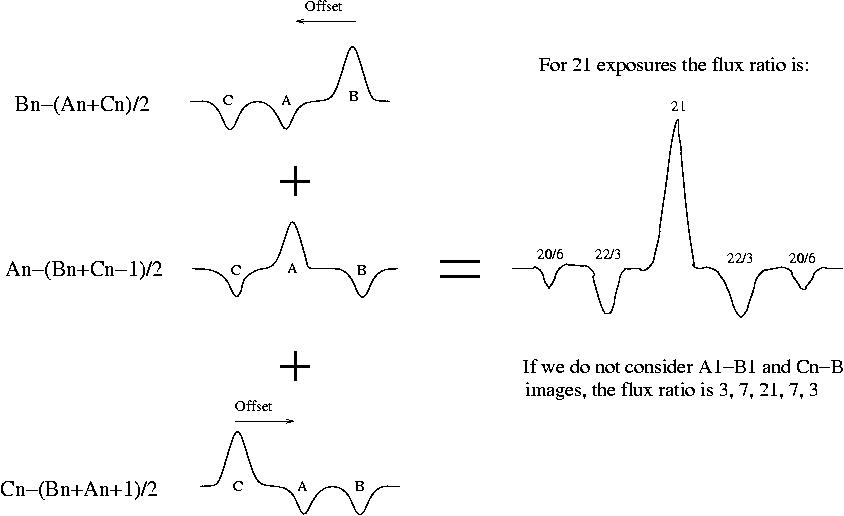 Offset
For 21 exposures the flux ratio is:
Bn−(An+Cn)/2
C A B
21
+
An−(Bn+Cn−1)/2
C A B
=
20/6 22/3 22/3 20/6
+
If we do not consider A1−B1 and Cn−B
images, the flux ratio is 3, 7, 21, 7, 3
Offset
Cn−(Bn+An+1)/2
C A B